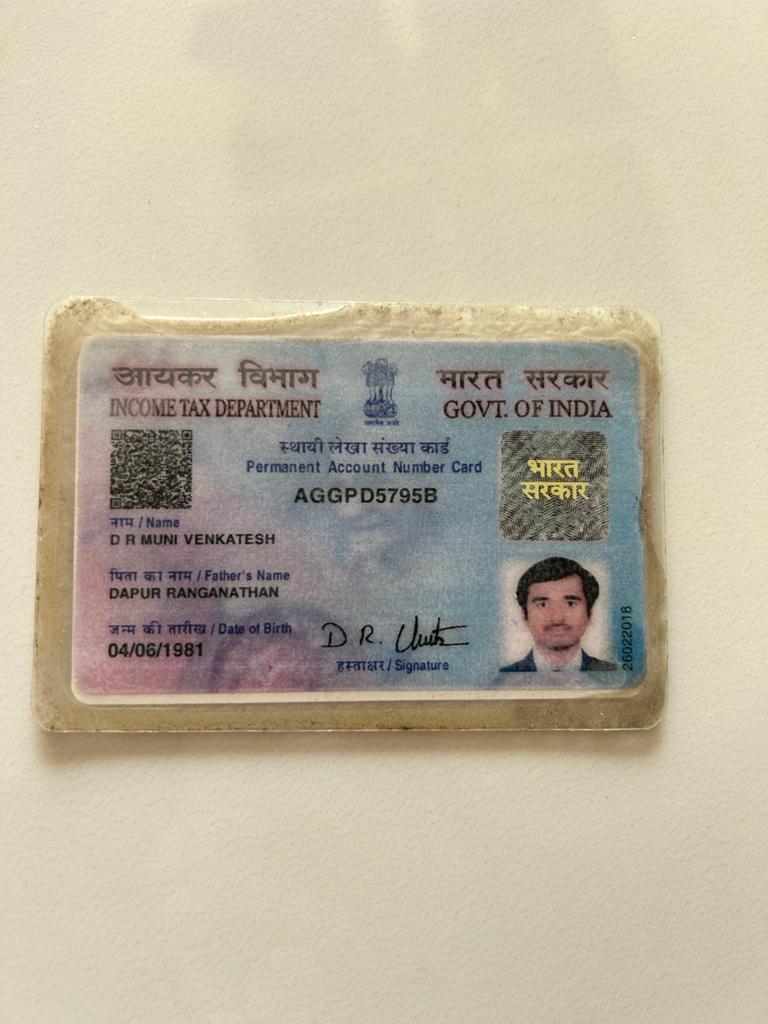 आयकर विभाग
INCOME TAX DEPARTMENT
भारत सरकार
GOVT. OF INDIA
स्थायी लेखा संख्या कार्ड
Permanent Account Number Card
AGGPD5795B
भारत
सरकार
नाम / Name
D R MUNI VENKATESH
पिता का नाम / Father's Name
DAPUR RANGANATHAN
जन्म की तारीख / Date of Birth
04/06/1981
D R.
हस्ताक्षर / Signature
26022018